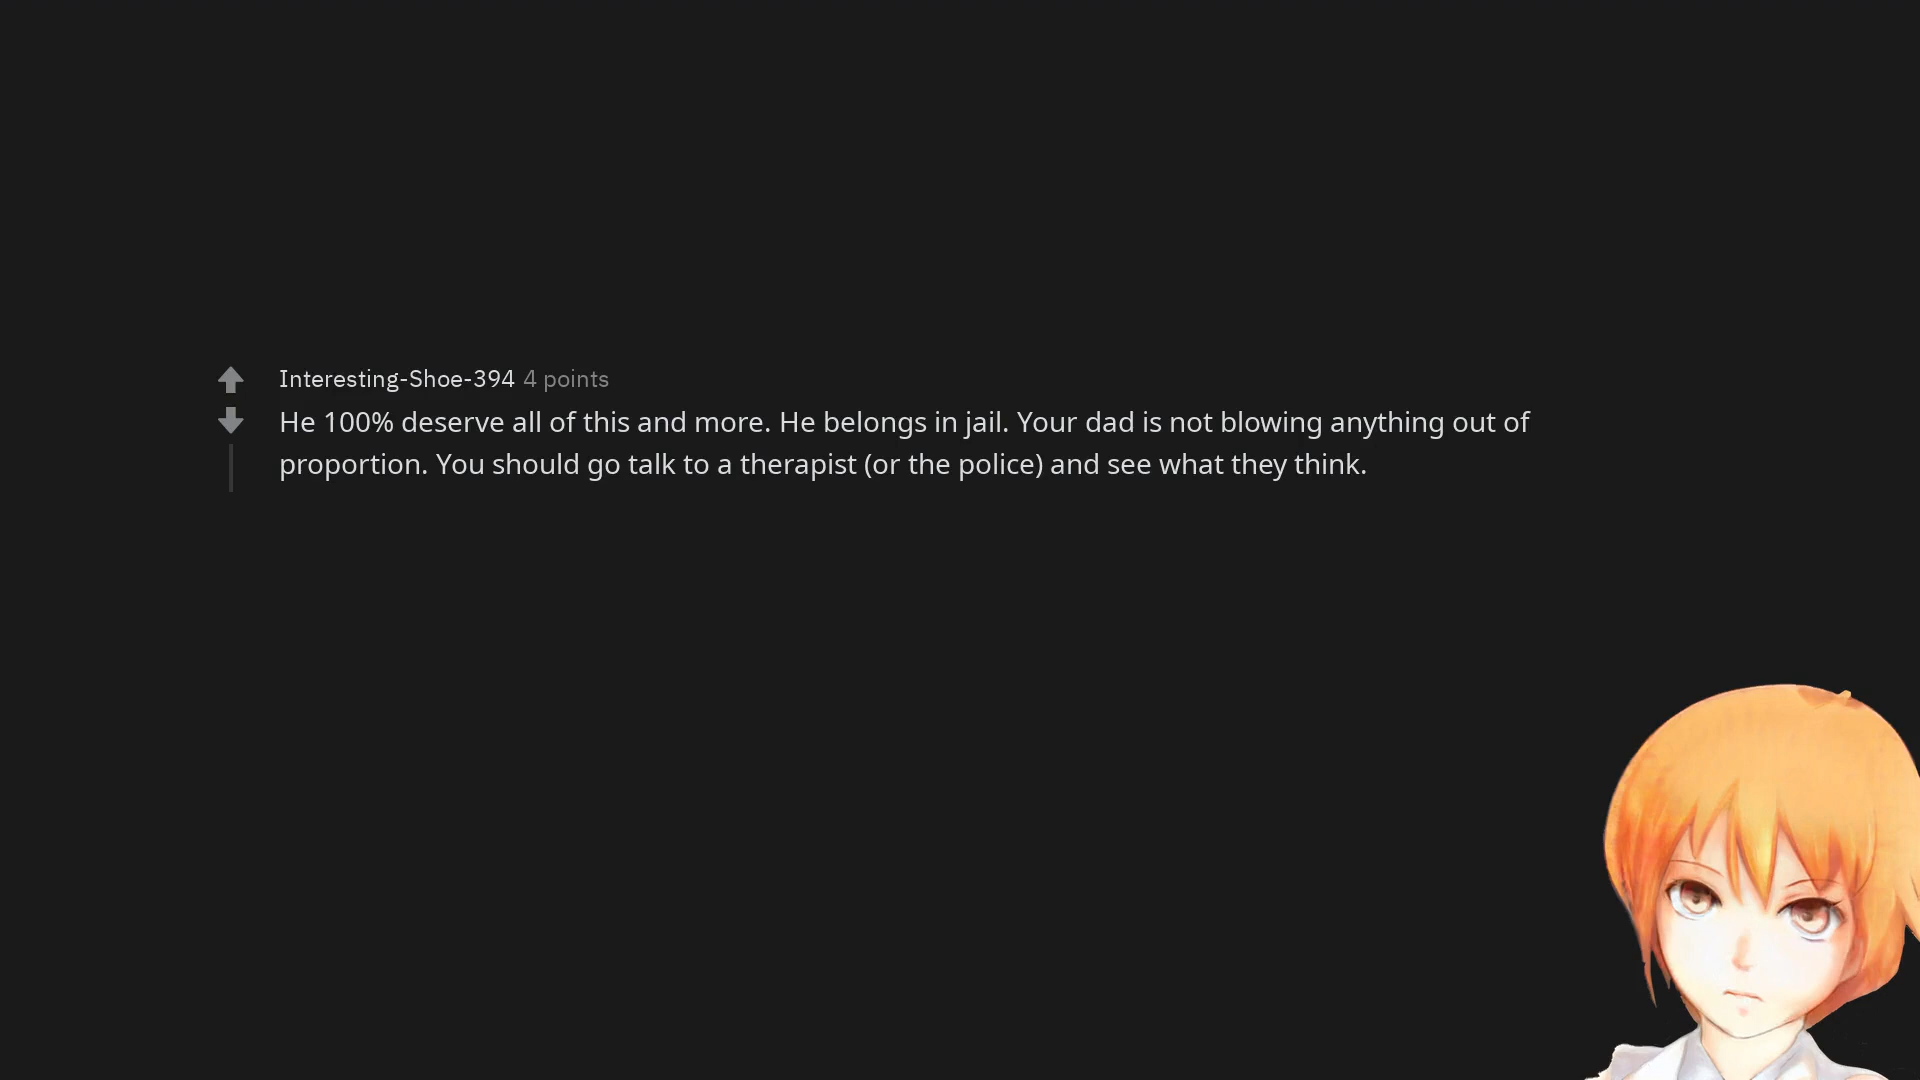 Interesting-Shoe-394 4 points
He 100% deserve all of this and more. He belongs in jail. Your dad is not blowing anything out of
proportion. You should go talk to a therapist (or the police) and see what they think.